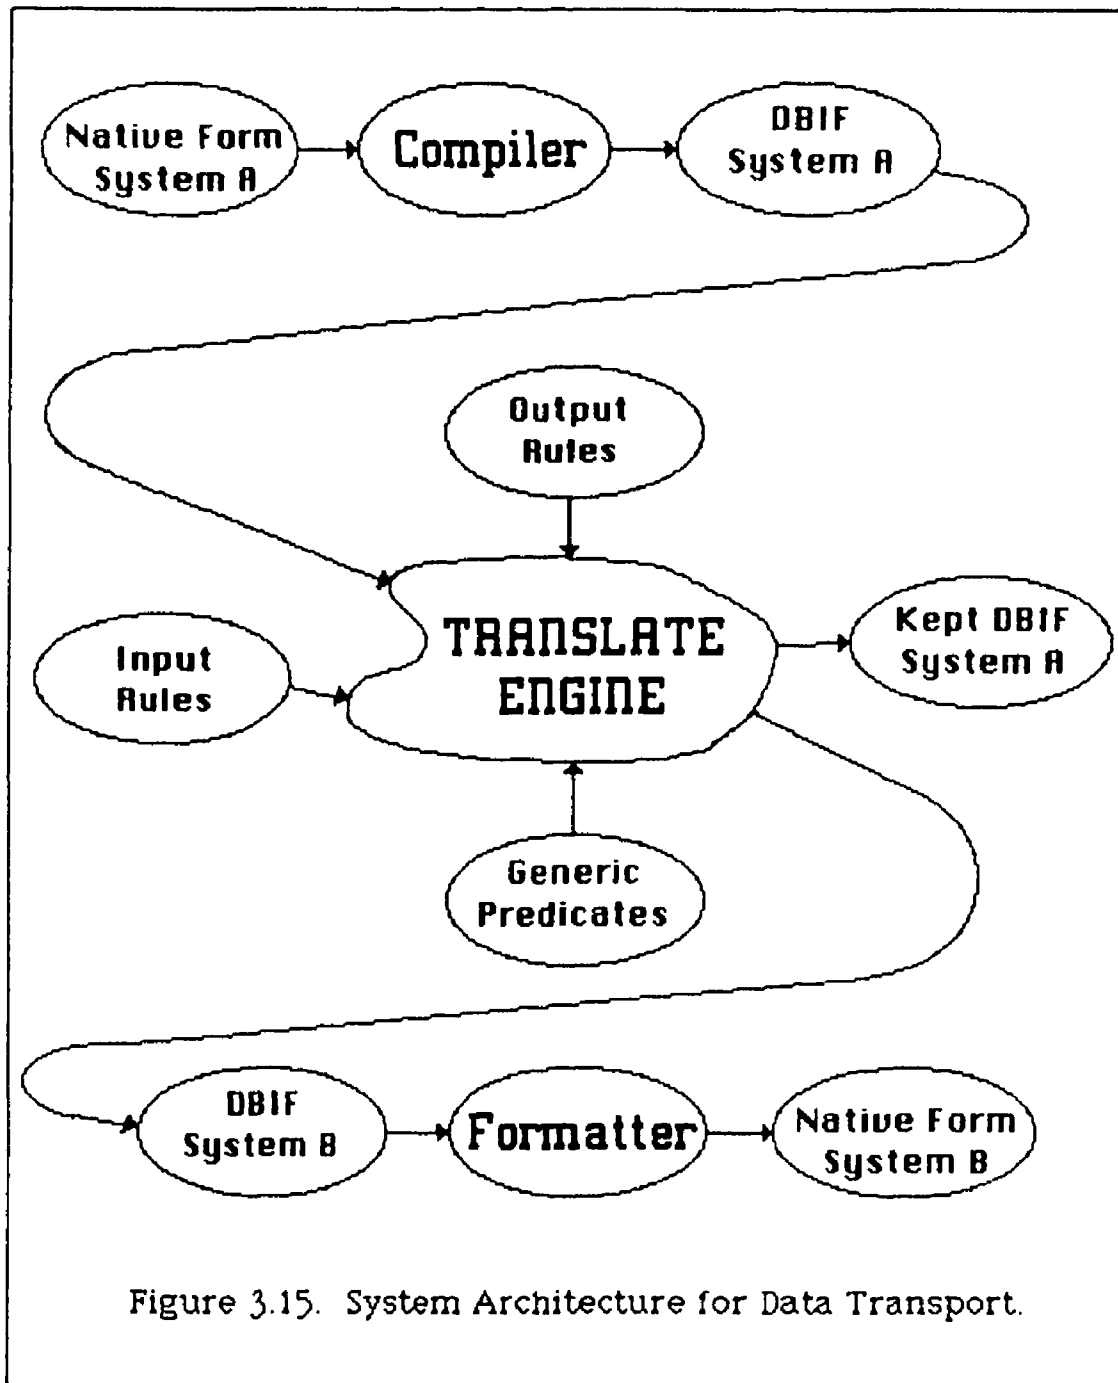 Native Form
System A
Compiler
DBIF
System A
Output
Rules
TRANSLATE
ENGINE
Kept DBIF
System A
Input
Rules
Generic
Predicates
DBIF
System B
Formatter
Native Form
System B
Figure 3.15. System Architecture for Data Transport.